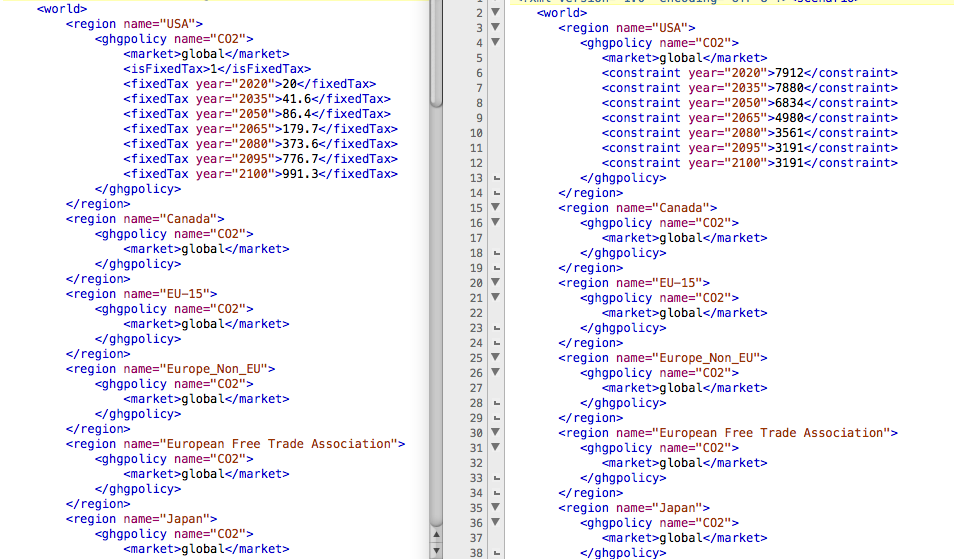 <world>
<region name="USA">
<ghgpolicy name="CO2">
<market>global</market>
<isFixedTax>1</isFixedTax>
<fixedTax year="2020">20</fixedTax>
<fixedTax year="2035">41.6</fixedTax>
<fixedTax year="2050">86.4</fixedTax>
<fixedTax year="2065">179.7</fixedTax>
<fixedTax year="2080">373.6</fixedTax>
<fixedTax year="2095">776.7</fixedTax>
<fixedTax year="2100">991.3</fixedTax>
</ghgpolicy>
</region>
<region name="Canada">
<ghgpolicy name="CO2">
<market>global</market>
</ghgpolicy>
</region>
<region name="EU-15">
<ghgpolicy name="CO2">
<market>global</market>
</ghgpolicy>
</region>
<region name="Europe_Non_EU">
<ghgpolicy name="CO2">
<market>global</market>
</ghgpolicy>
</region>
<region name="European Free Trade Association">
<ghgpolicy name="CO2">
<market>global</market>
</ghgpolicy>
</region>
<region name="Japan">
<ghgpolicy name="CO2">
<market>global</market>
2 <world>
3 <region name="USA">
4 <ghgpolicy name="CO2">
5 <market>global</market>
6 <constraint year="2020">7912</constraint>
7 <constraint year="2035">7880</constraint>
8 <constraint year="2050">6834</constraint>
9 <constraint year="2065">4980</constraint>
10 <constraint year="2080">3561</constraint>
11 <constraint year="2095">3191</constraint>
12 <constraint year="2100">3191</constraint>
13 </ghgpolicy>
14 </region>
15 <region name="Canada">
16 <ghgpolicy name="CO2">
17 <market>global</market>
18 </ghgpolicy>
19 </region>
20 <region name="EU-15">
21 <ghgpolicy name="CO2">
22 <market>global</market>
23 </ghgpolicy>
24 </region>
25 <region name="Europe_Non_EU">
26 <ghgpolicy name="CO2">
27 <market>global</market>
28 </ghgpolicy>
29 </region>
30 <region name="European Free Trade Association">
31 <ghgpolicy name="CO2">
32 <market>global</market>
33 </ghgpolicy>
34 </region>
35 <region name="Japan">
36 <ghgpolicy name="CO2">
37 <market>global</market>
38 </ghgpolicy>